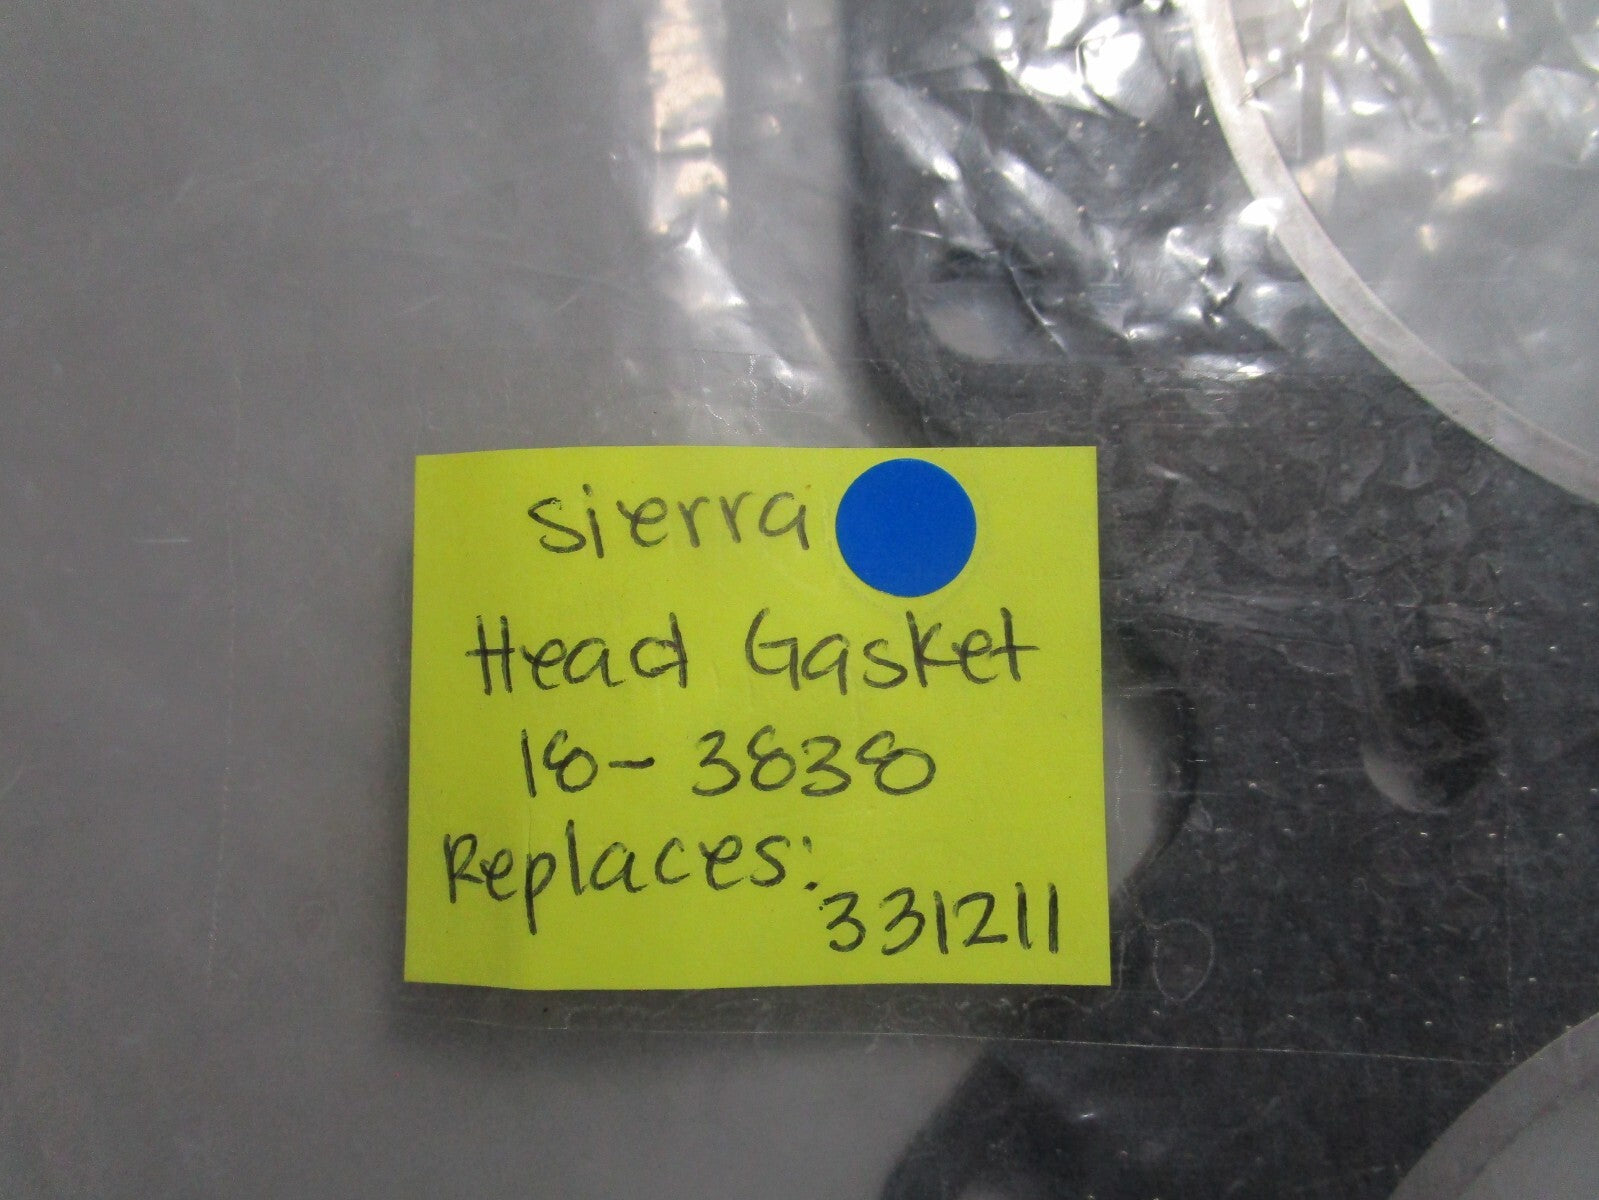 sierra
Head Gasket
18-3838
Replaces:
331211